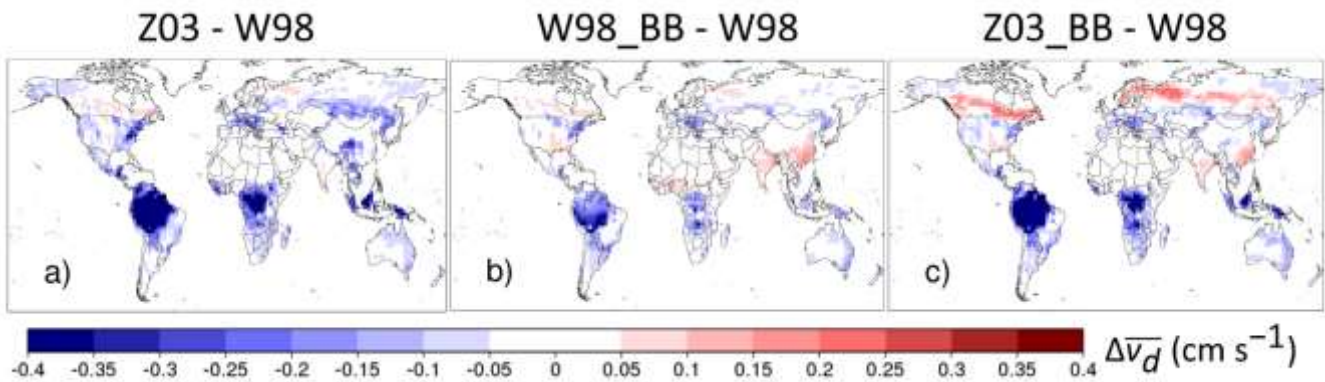 Z03 - W98 W98_BB - W98 Z03_BB - W98
a) b) c)
-0.4 -0.35 -0.3 -0.25 -0.2 -0.15 -0.1 -0.05 0 0.05 0.1 0.15 0.2 0.25 0.3 0.35 0.4 Δv̅_d (cm s⁻¹)